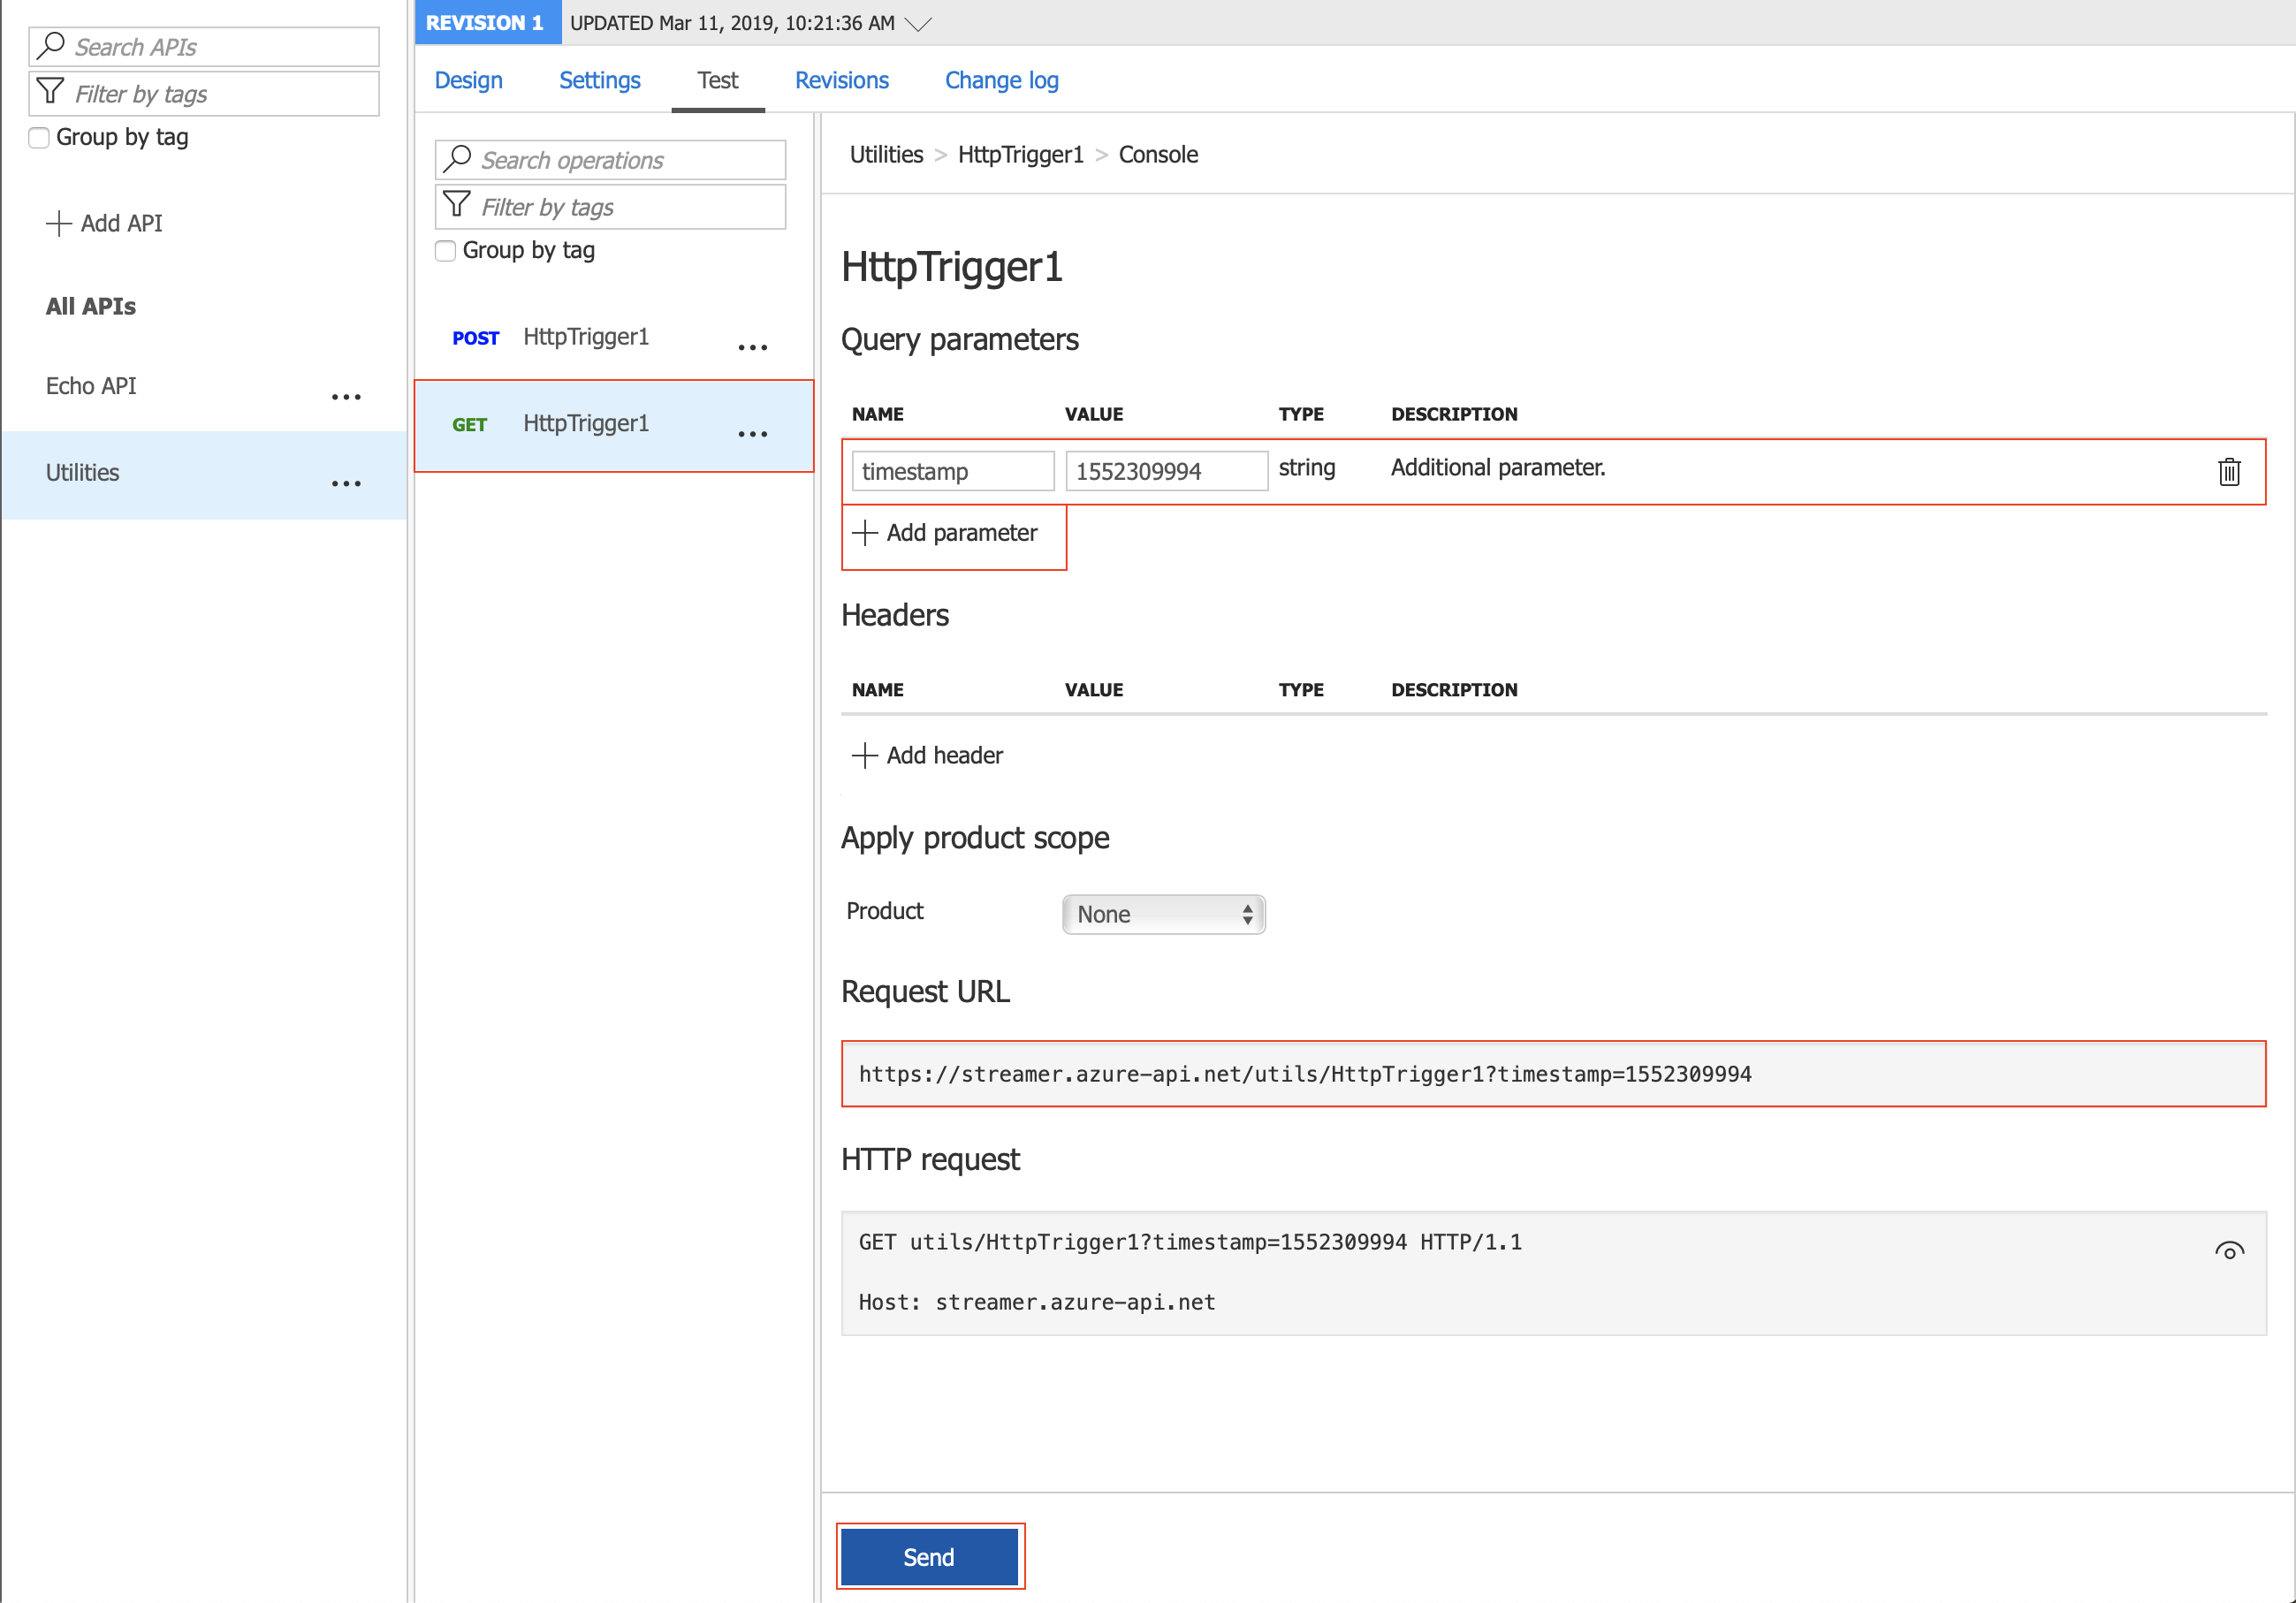 Search APIs
Filter by tags
Group by tag
Add API
All APIs
Echo API ...
Utilities ...
REVISION 1 UPDATED Mar 11, 2019, 10:21:36 AM
Design Settings Test Revisions Change log
Search operations
Filter by tags
Group by tag
POST HttpTrigger1 ...
GET HttpTrigger1 ...
Utilities > HttpTrigger1 > Console
HttpTrigger1
Query parameters
NAME VALUE TYPE DESCRIPTION
timestamp 1552309994 string Additional parameter.
Add parameter
Headers
NAME VALUE TYPE DESCRIPTION
Add header
Apply product scope
Product None
Request URL
https://streamer.azure-api.net/utils/HttpTrigger1?timestamp=1552309994
HTTP request
GET utils/HttpTrigger1?timestamp=1552309994 HTTP/1.1
Host: streamer.azure-api.net
Send